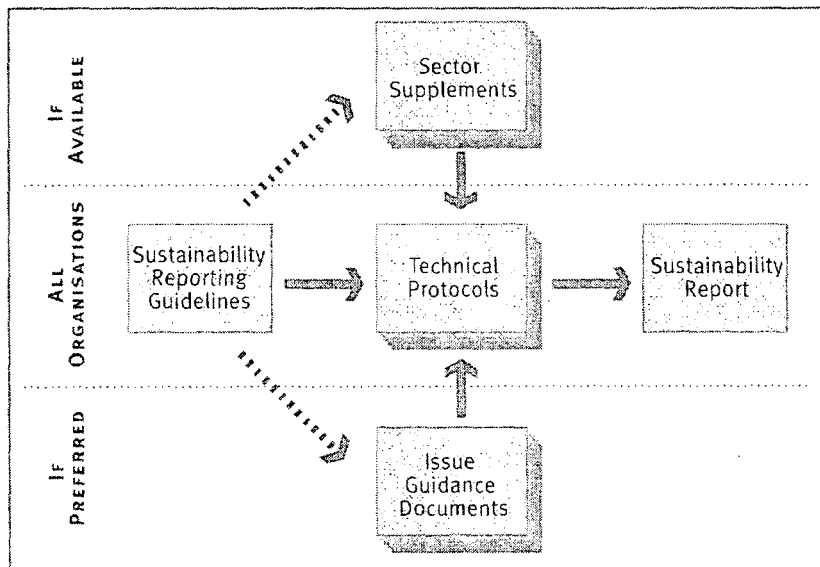 IF
AVAILABLE
Sector
Supplements
ALL
ORGANISATIONS
Sustainability
Reporting
Guidelines
Technical
Protocols
Sustainability
Report
IF
PREFERRED
Issue
Guidance
Documents